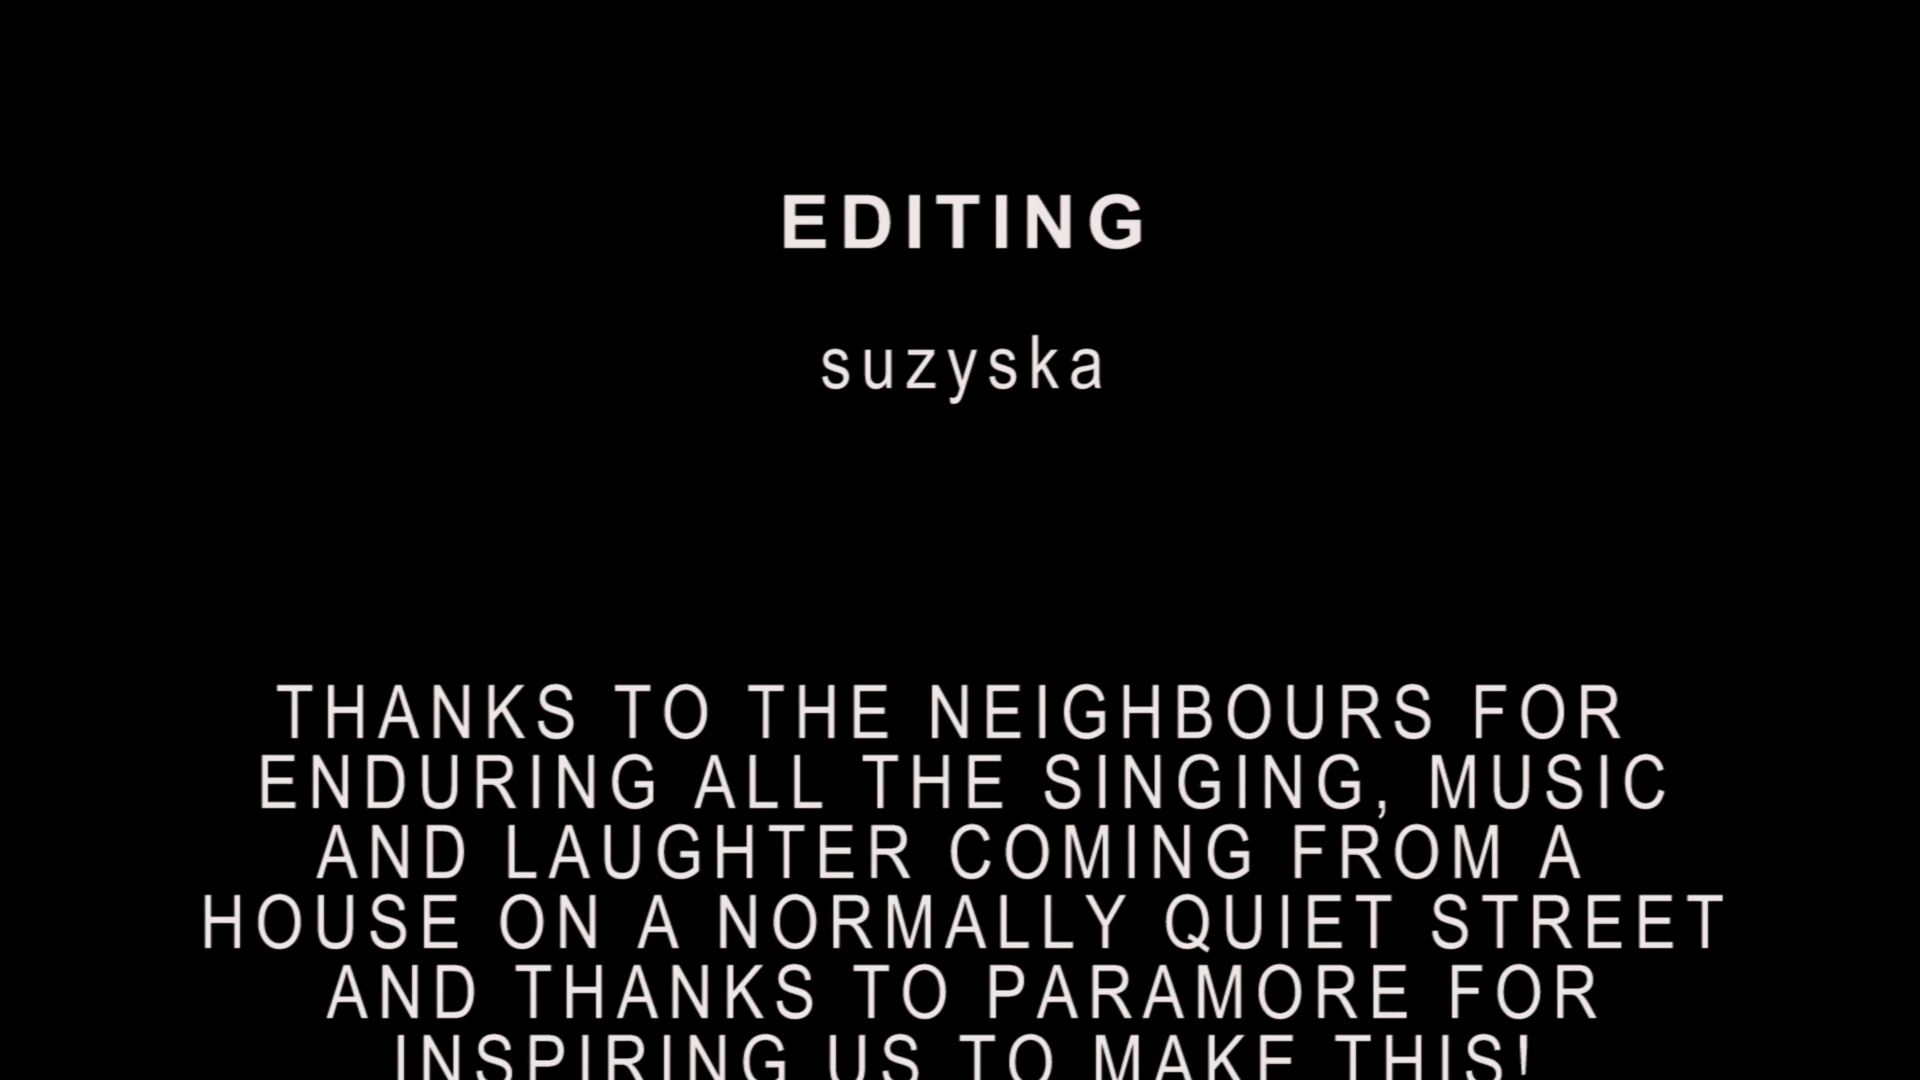 EDITING
suzyska
THANKS TO THE NEIGHBOURS FOR
ENDURING ALL THE SINGING, MUSIC
AND LAUGHTER COMING FROM A
HOUSE ON A NORMALLY QUIET STREET
AND THANKS TO PARAMORE FOR
INSPIRING US TO MAKE THIS!